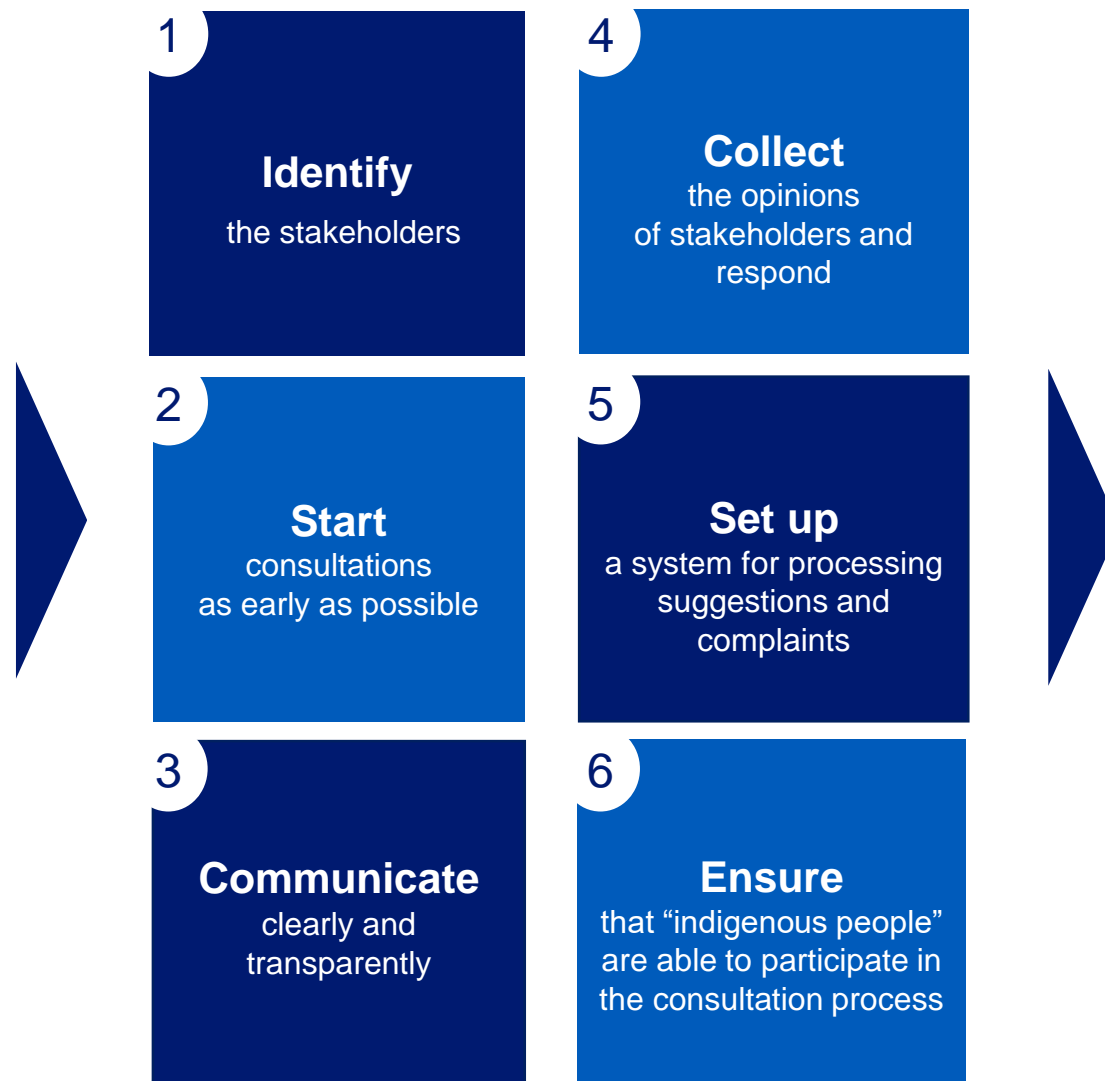 1
Identify
the stakeholders
2
Start
consultations
as early as possible
3
Communicate
clearly and
transparently
4
Collect
the opinions
of stakeholders and
respond
5
Set up
a system for processing
suggestions and
complaints
6
Ensure
that “indigenous people”
are able to participate in
the consultation process